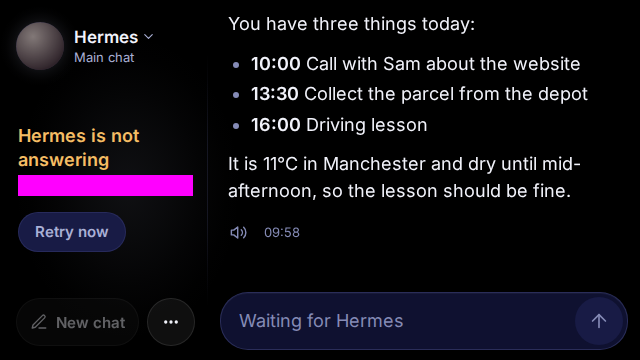 Hermes
Main chat
Hermes is not
answering
Retry now
New chat
You have three things today:
10:00 Call with Sam about the website
13:30 Collect the parcel from the depot
16:00 Driving lesson
It is 11°C in Manchester and dry until mid-
afternoon, so the lesson should be fine.
09:58
Waiting for Hermes